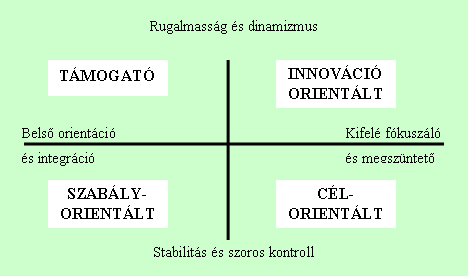 Rugalmasság és dinamizmus
TÁMOGATÓ
INNOVÁCIÓ
ORIENTÁLT
Belső orientáció
és integráció
Kifelé fókuszáló
és megszüntető
SZABÁLY-
ORIENTÁLT
CÉL-
ORIENTÁLT
Stabilitás és szoros kontroll